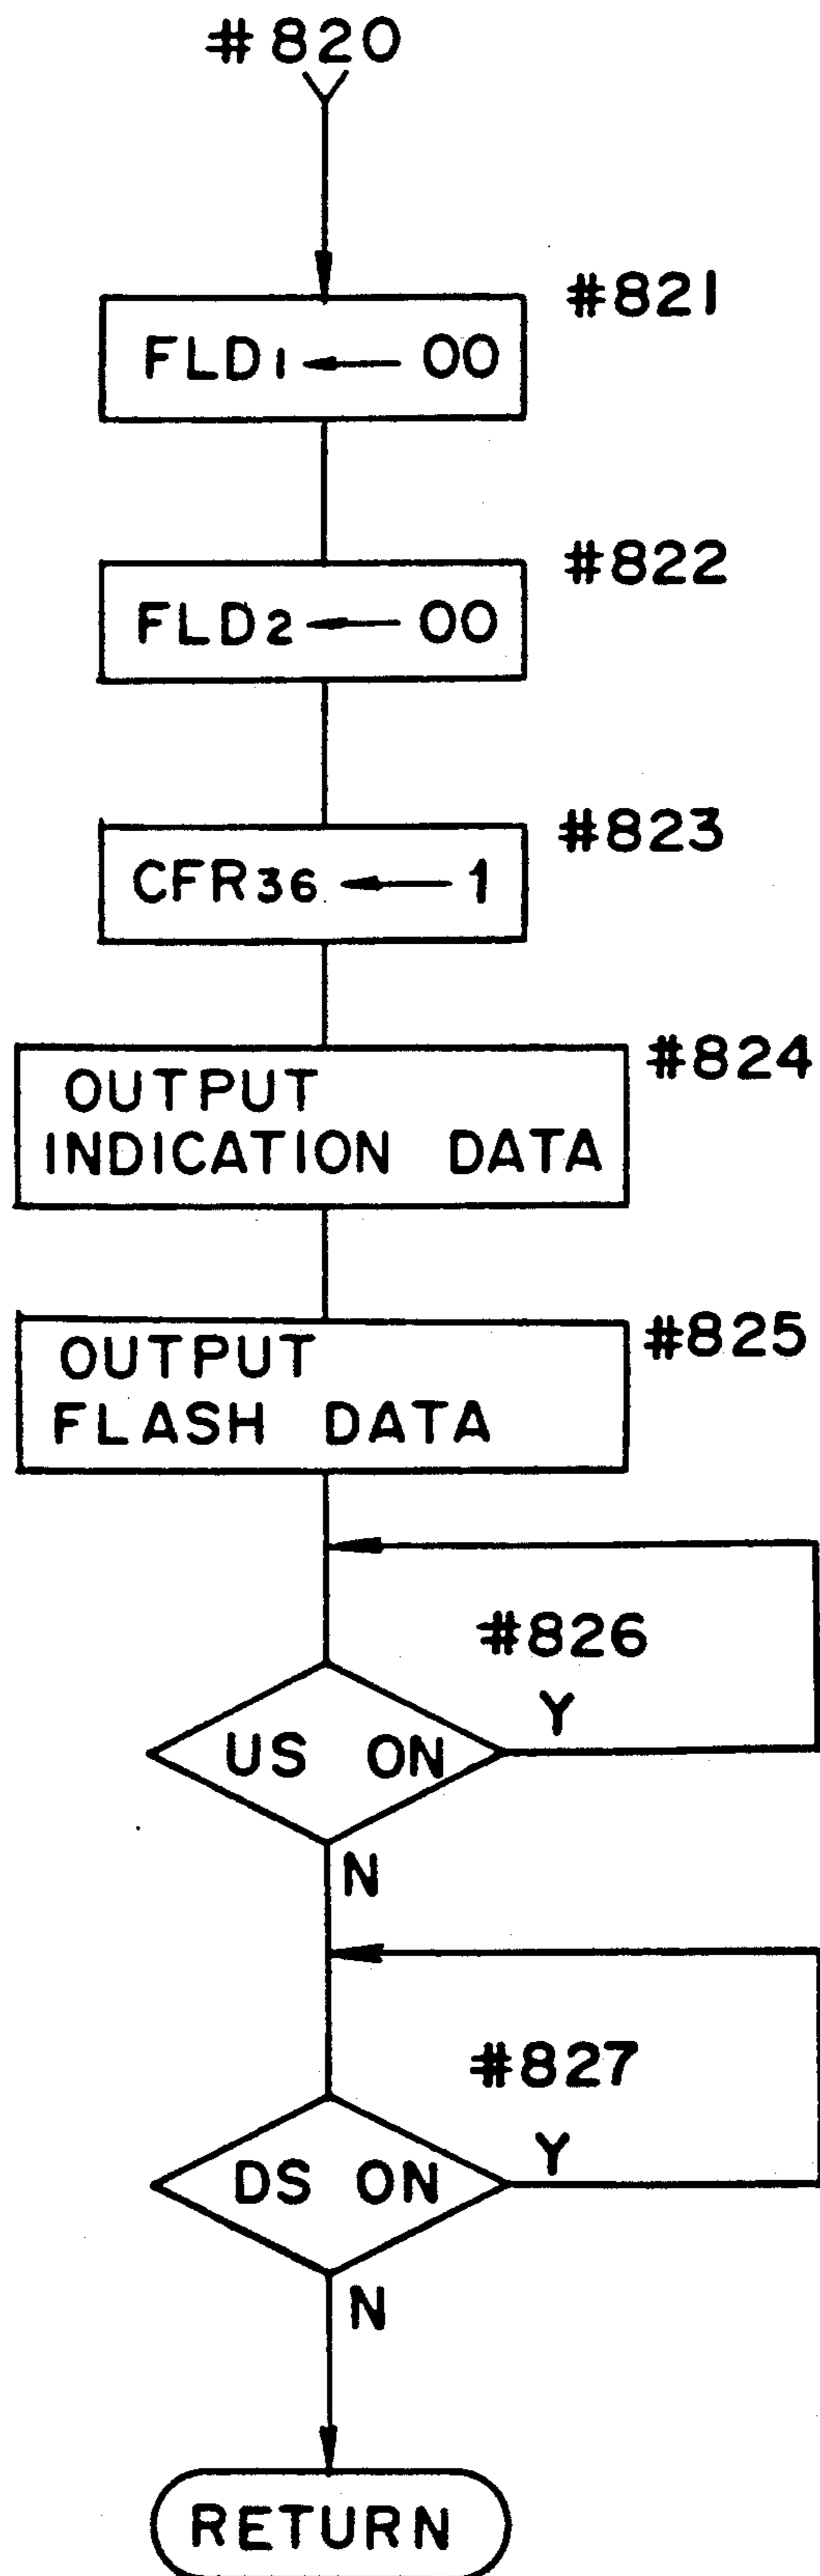 #820
#821
FLD1 ← 00
#822
FLD2 ← 00
#823
CFR36 ← 1
#824
OUTPUT
INDICATION DATA
#825
OUTPUT
FLASH DATA
#826
Y
US ON
N
#827
Y
DS ON
N
RETURN